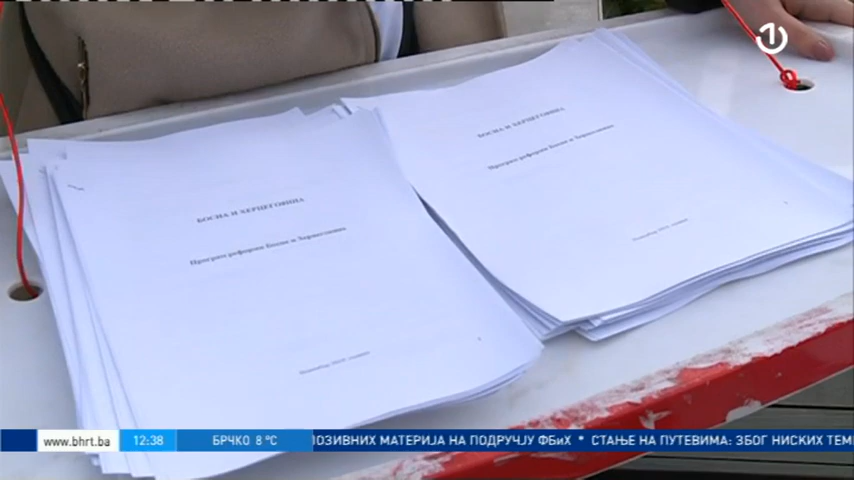 БОСНА И ХЕРЦЕГОВИНА
Програм реформи Босне и Херцеговине
БОСНА И ХЕРЦЕГОВИНА
Програм реформи Босне и Херцеговине
www.bhrt.ba 12:38 БРЧКО 8 °C ПОЗИВНИХ МАТЕРИЈА НА ПОДРУЧЈУ ФБиХ * СТАЊЕ НА ПУТЕВИМА: ЗБОГ НИСКИХ ТЕМ